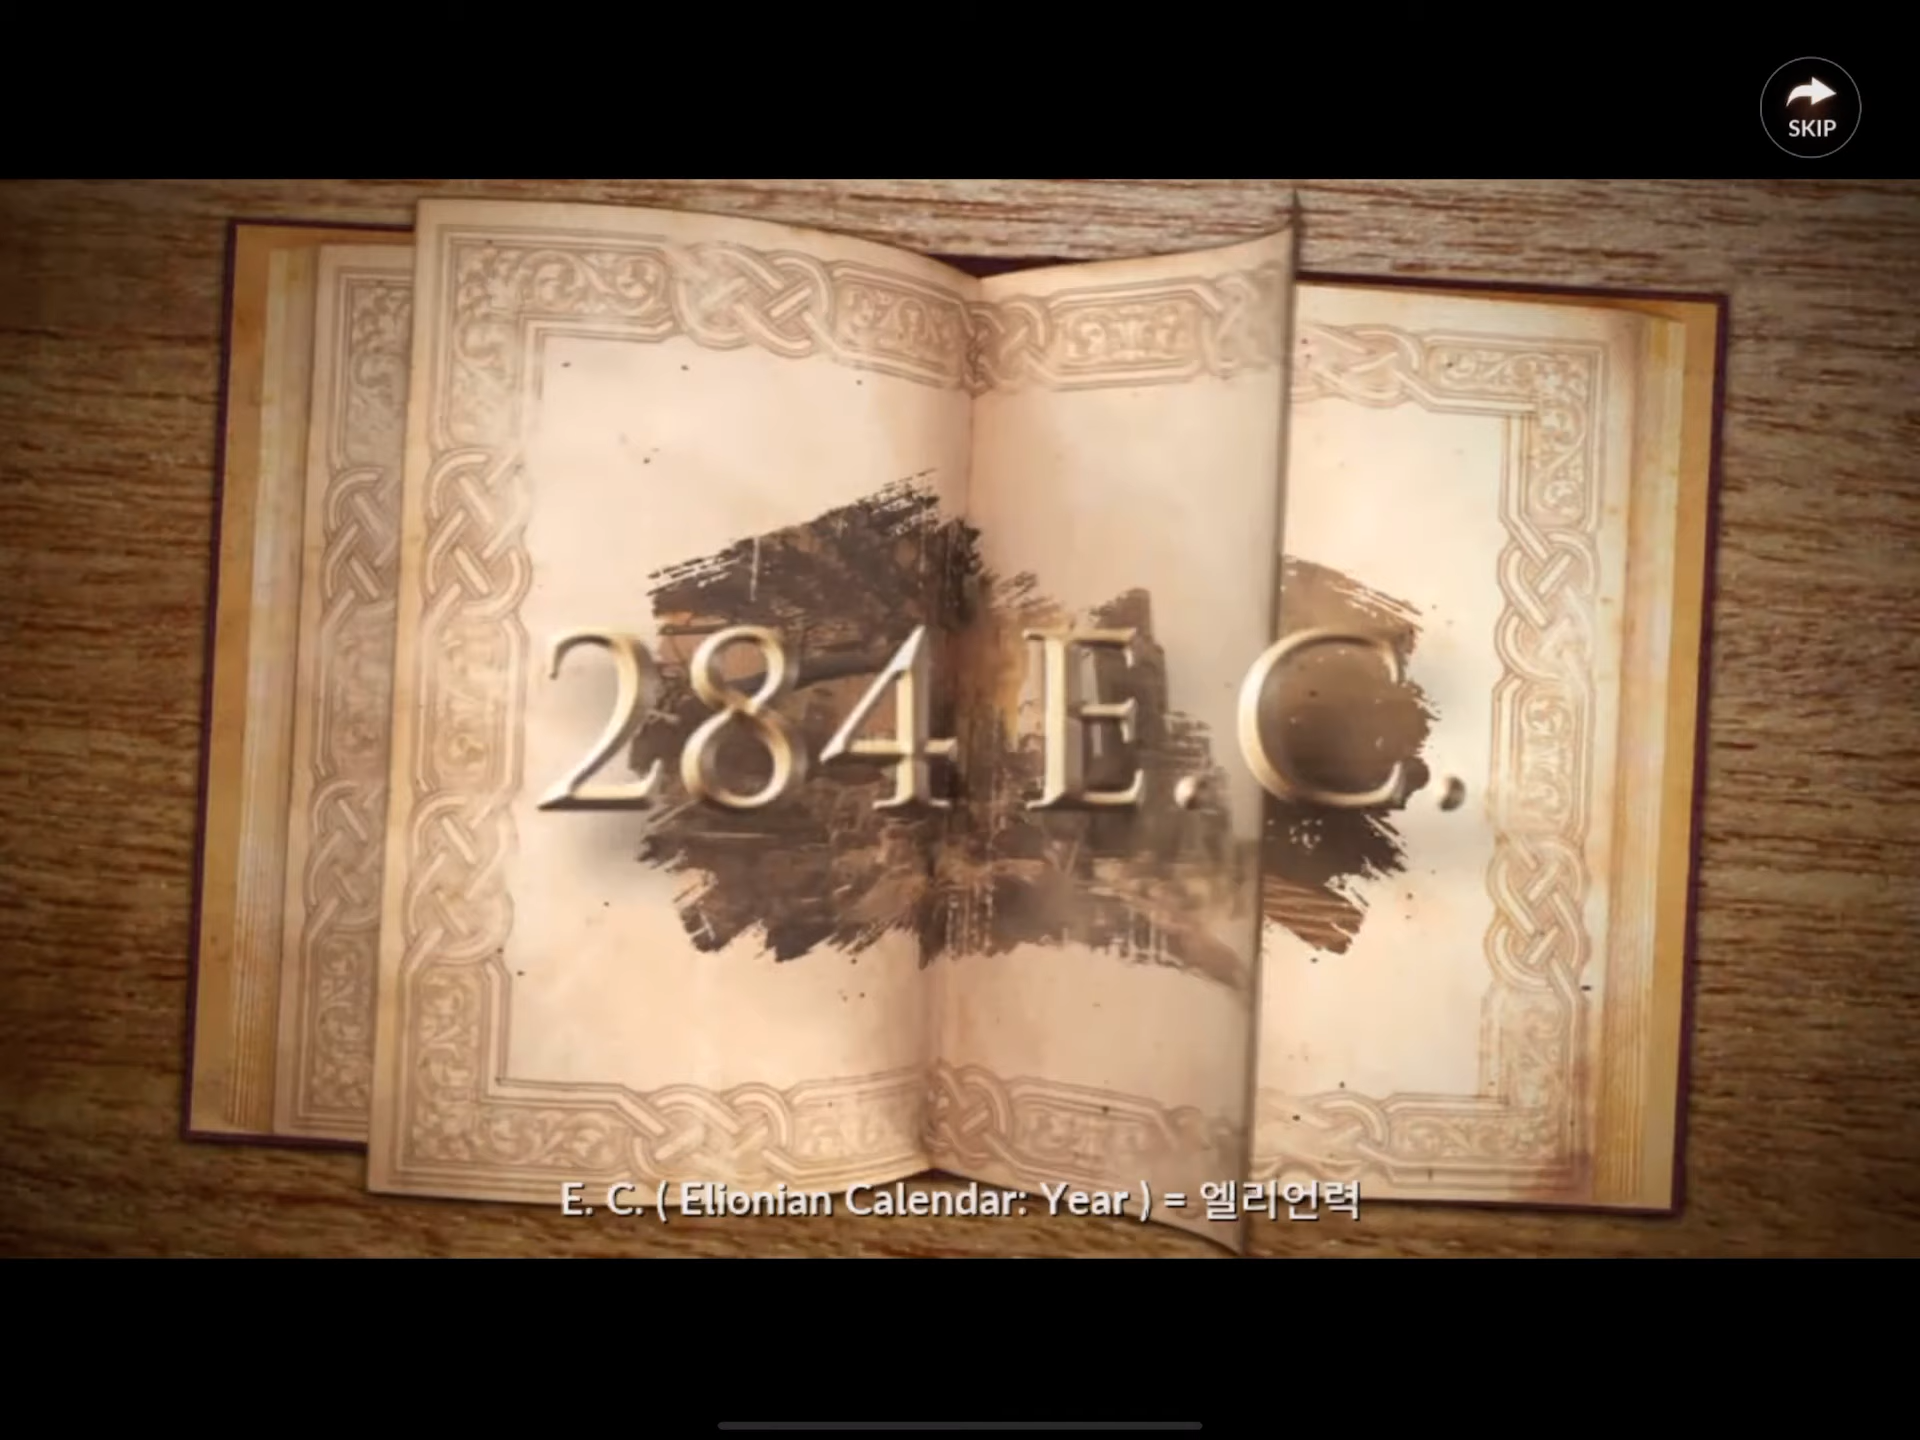 SKIP
284 E.C.
E. C. ( Elionian Calendar: Year ) = 엘리언력